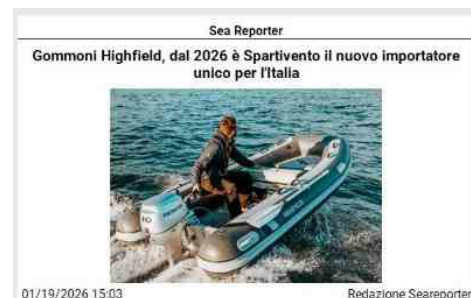 Sea Reporter
Gommoni Highfield, dal 2026 è Spartivento il nuovo importatore
unico per l'Italia
01/19/2026 15:03
Redazione Seareporter